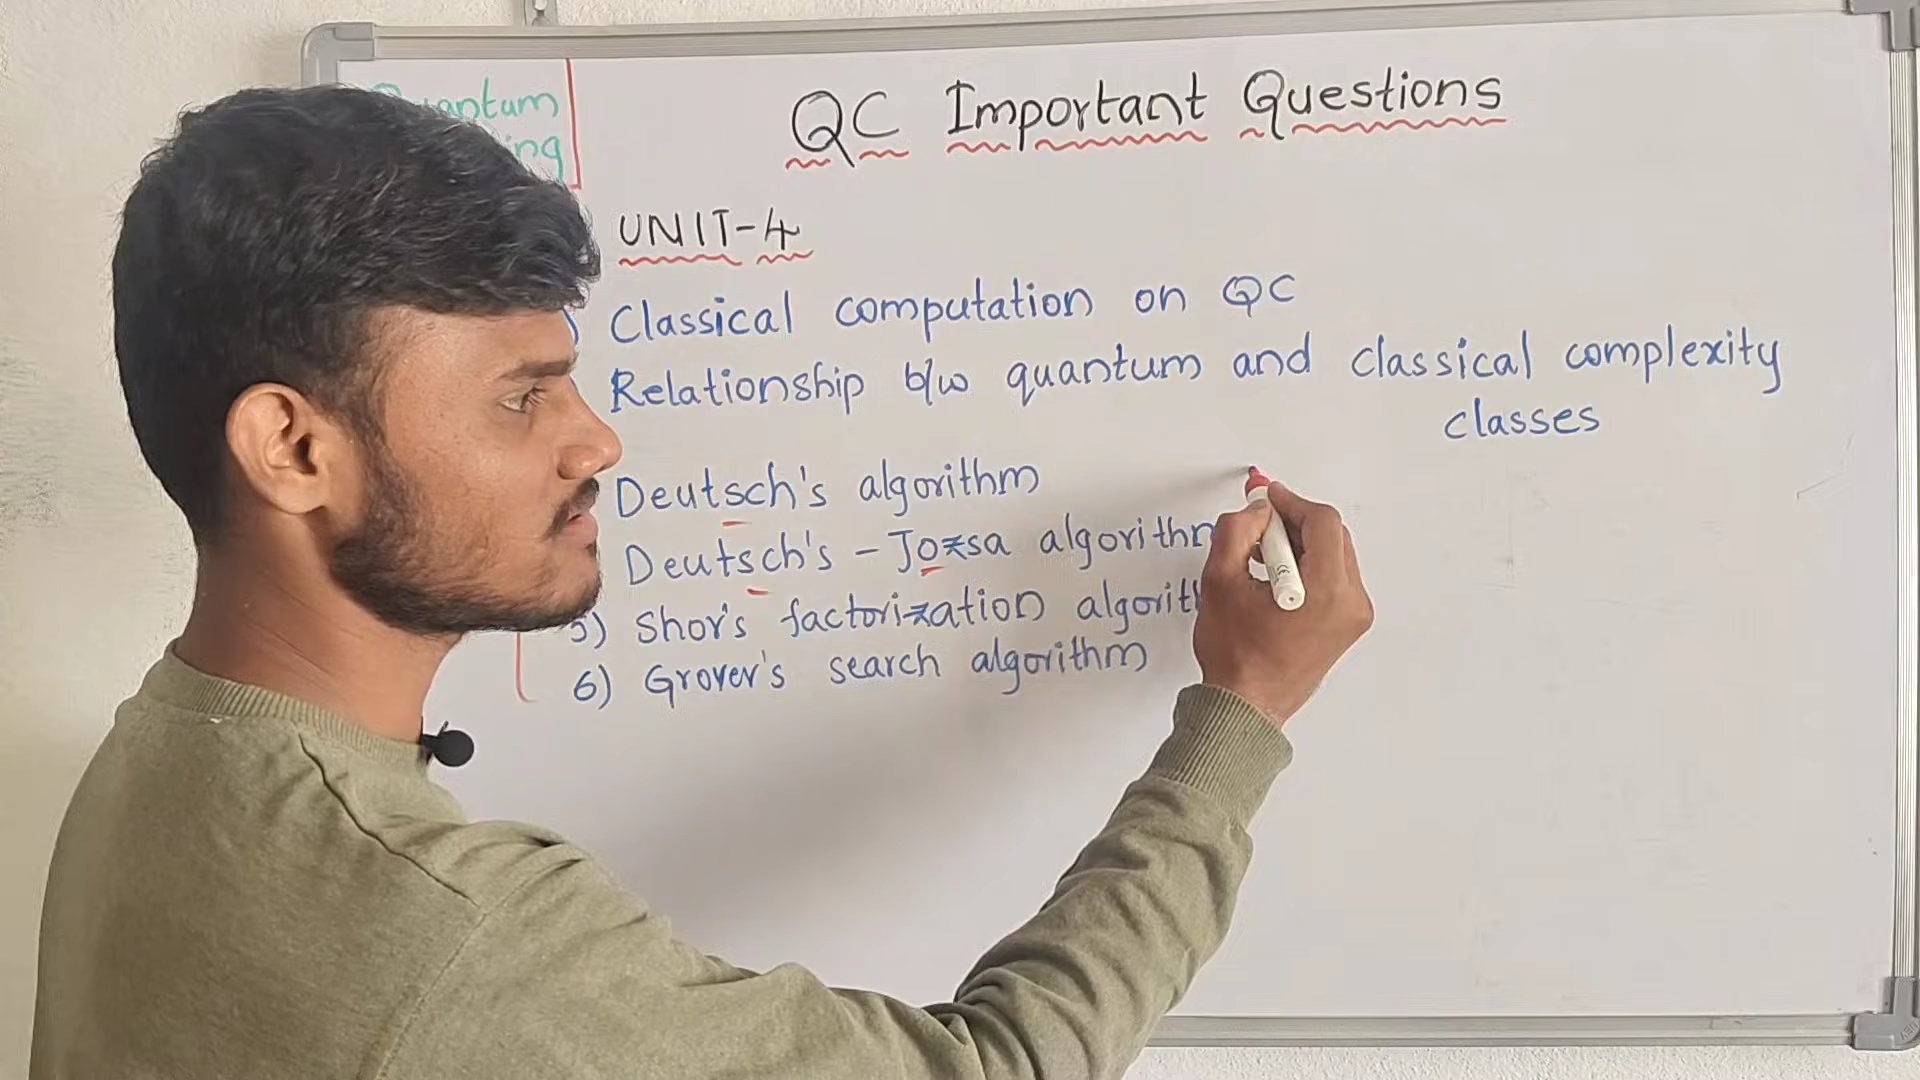 QC Important Questions
UNIT-4
Classical computation on QC
Relationship b/w quantum and classical complexity
classes
Deutsch's algorithm
Deutsch's - Jozsa algorithm
5) Shor's factorization
6) Grover's search algorithm